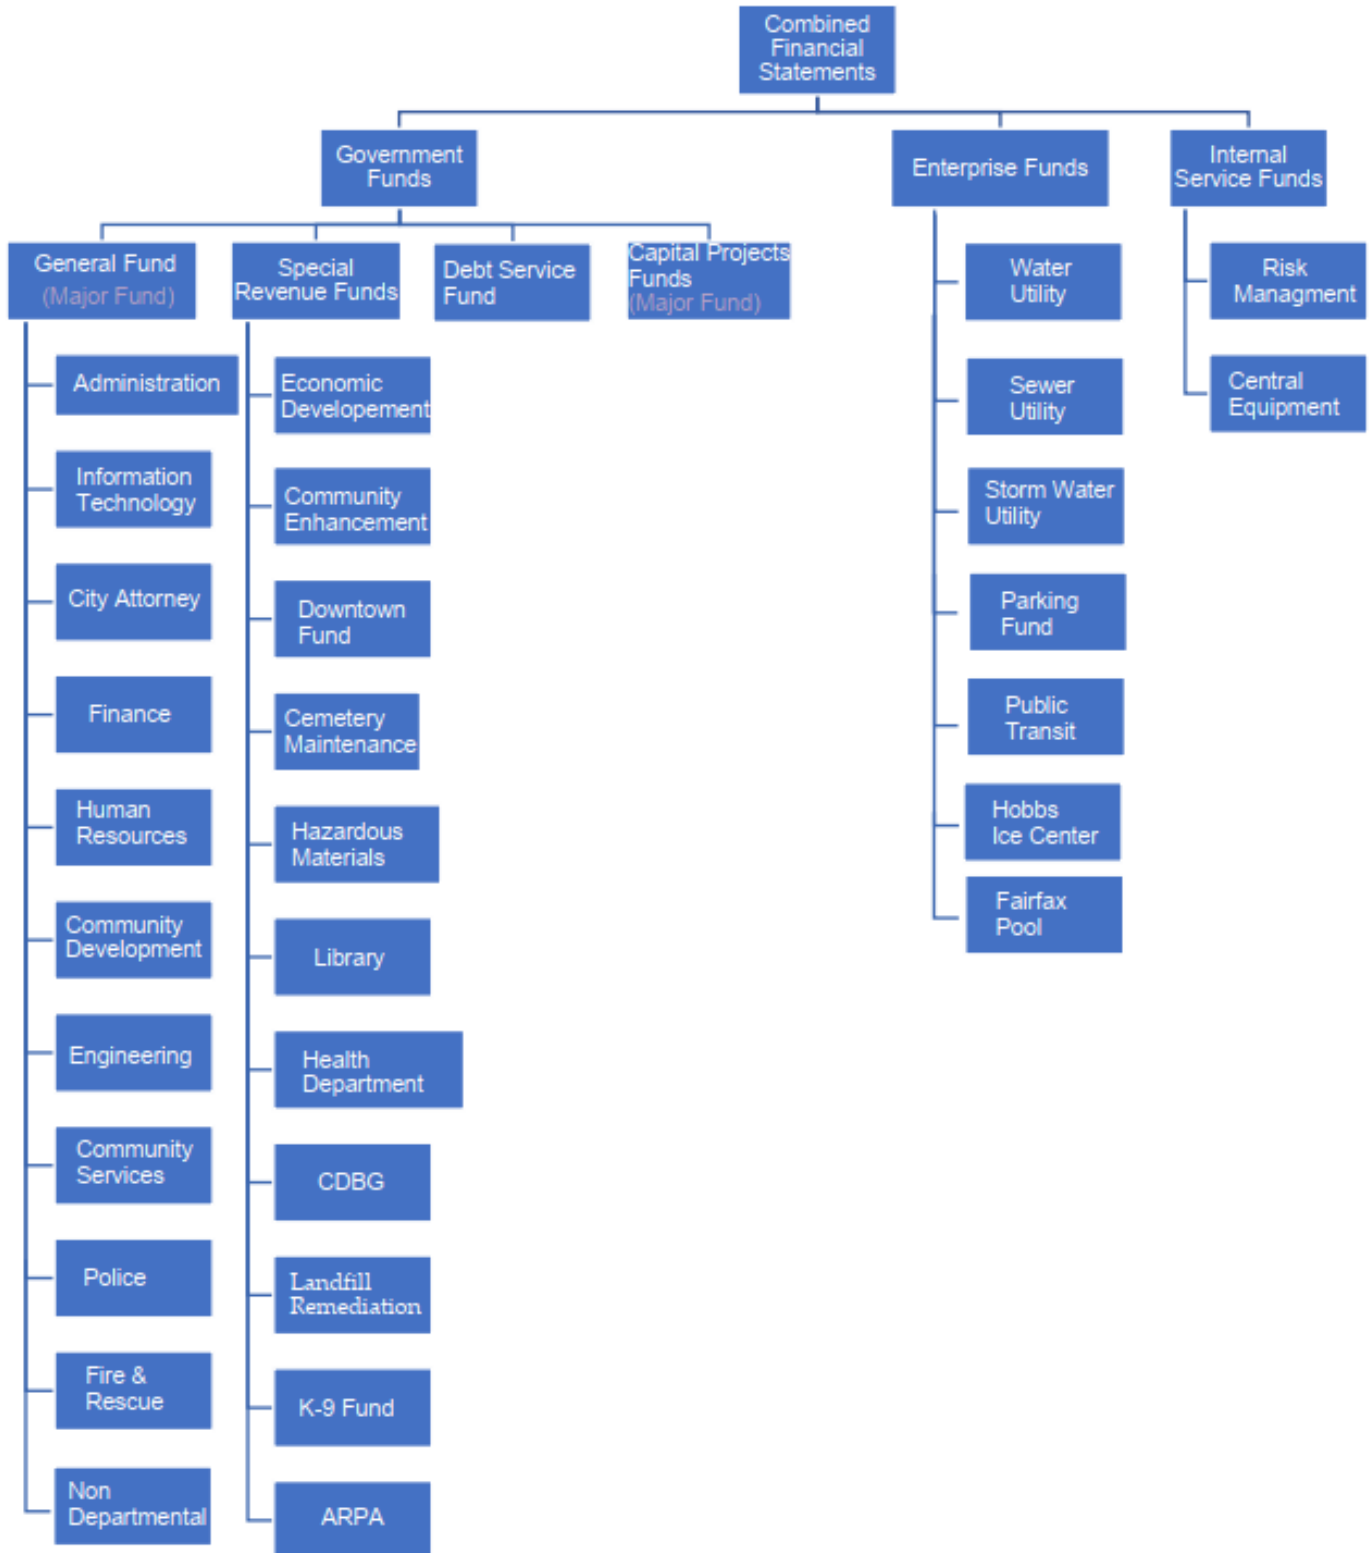 Combined
Financial
Statements
Government
Funds
Enterprise Funds
Internal
Service Funds
General Fund
(Major Fund)
Special
Revenue Funds
Debt Service
Fund
Capital Projects
Funds
(Major Fund)
Administration
Information
Technology
City Attorney
Finance
Human
Resources
Community
Development
Engineering
Community
Services
Police
Fire &
Rescue
Non
Departmental
Economic
Developement
Community
Enhancement
Downtown
Fund
Cemetery
Maintenance
Hazardous
Materials
Library
Health
Department
CDBG
Landfill
Remediation
K-9 Fund
ARPA
Water
Utility
Sewer
Utility
Storm Water
Utility
Parking
Fund
Public
Transit
Hobbs
Ice Center
Fairfax
Pool
Risk
Managment
Central
Equipment